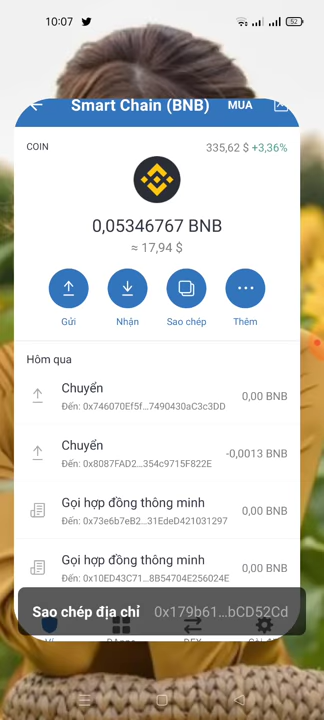 10:07
52
Smart Chain (BNB) MUA
COIN 335,62 $ +3,36%
0,05346767 BNB
≈ 17,94 $
Gửi Nhận Sao chép Thêm
Hôm qua
Chuyển 0,00 BNB
Đến: 0x746070Ef5f...7490430aC3c3DD
Chuyển -0,0013 BNB
Đến: 0x8087FAD2...354c9715F822E
Gọi hợp đồng thông minh 0,00 BNB
Đến: 0x73e6b7eB2...31EdeD421031297
Gọi hợp đồng thông minh 0,00 BNB
Đến: 0x10ED43C71...8B54704E256024E
Sao chép địa chỉ 0x179b61...bCD52Cd